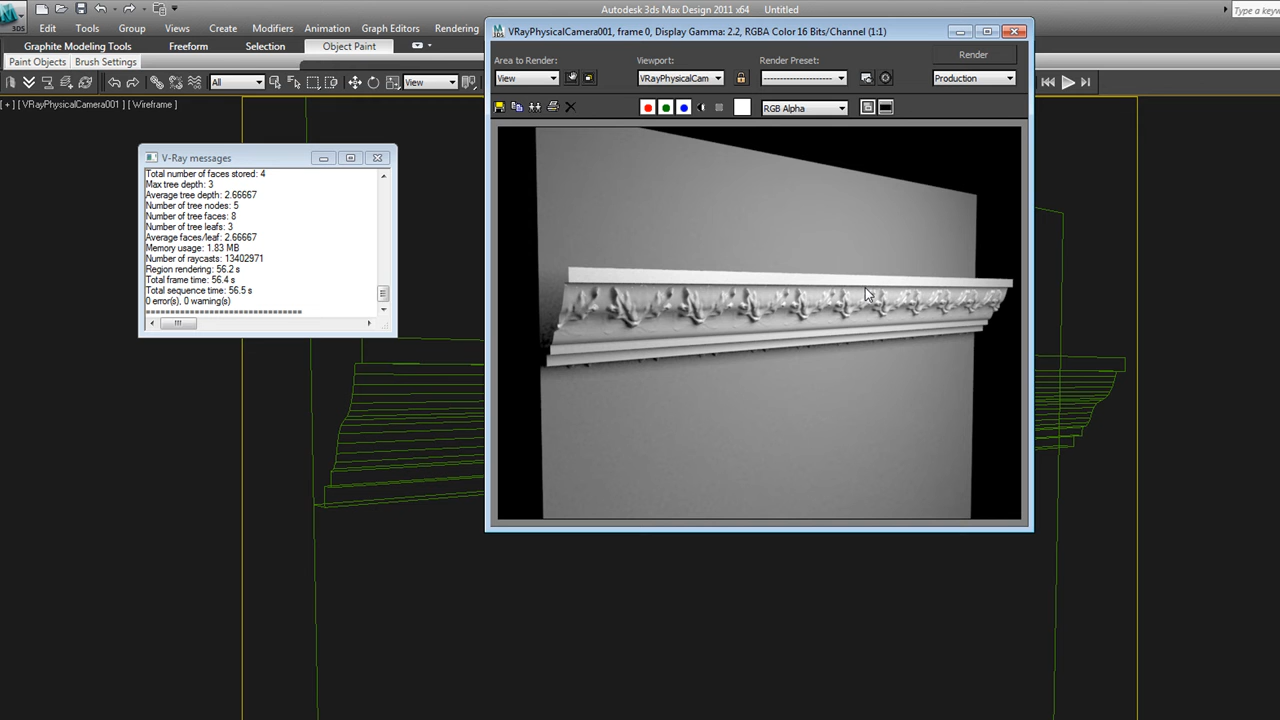 Autodesk 3ds Max Design 2011 x64 Untitled
Type a keyw
3DS
Edit Tools Group Views Create Modifiers Animation Graph Editors Rendering
Graphite Modeling Tools Freeform Selection Object Paint
Paint Objects Brush Settings
All
View
[ + ] [ VRayPhysicalCamera001 ] [ Wireframe ]
V-Ray messages
Total number of faces stored: 4
Max tree depth: 3
Average tree depth: 2.66667
Number of tree nodes: 5
Number of tree faces: 8
Number of tree leafs: 3
Average faces/leaf: 2.66667
Memory usage: 1.83 MB
Number of raycasts: 13402971
Region rendering: 56.2 s
Total frame time: 56.4 s
Total sequence time: 56.5 s
0 error(s), 0 warning(s)
==============================
VRayPhysicalCamera001, frame 0, Display Gamma: 2.2, RGBA Color 16 Bits/Channel (1:1)
Area to Render: Viewport: Render Preset: Render
View VRayPhysicalCam ---------------------- Production
RGB Alpha